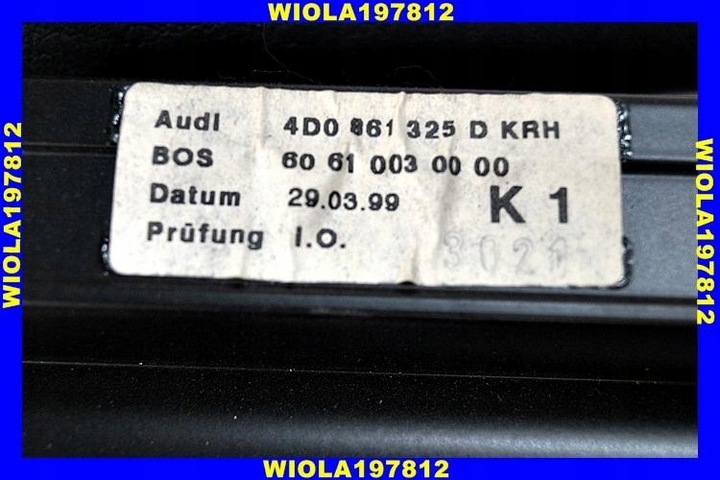 WIOLA197812
Audi 4D0 861 325 D KRH
BOS 60 61 003 00 00
Datum 29.03.99 K 1
Prüfung I.O.
WIOLA197812
WIOLA197812
WIOLA197812